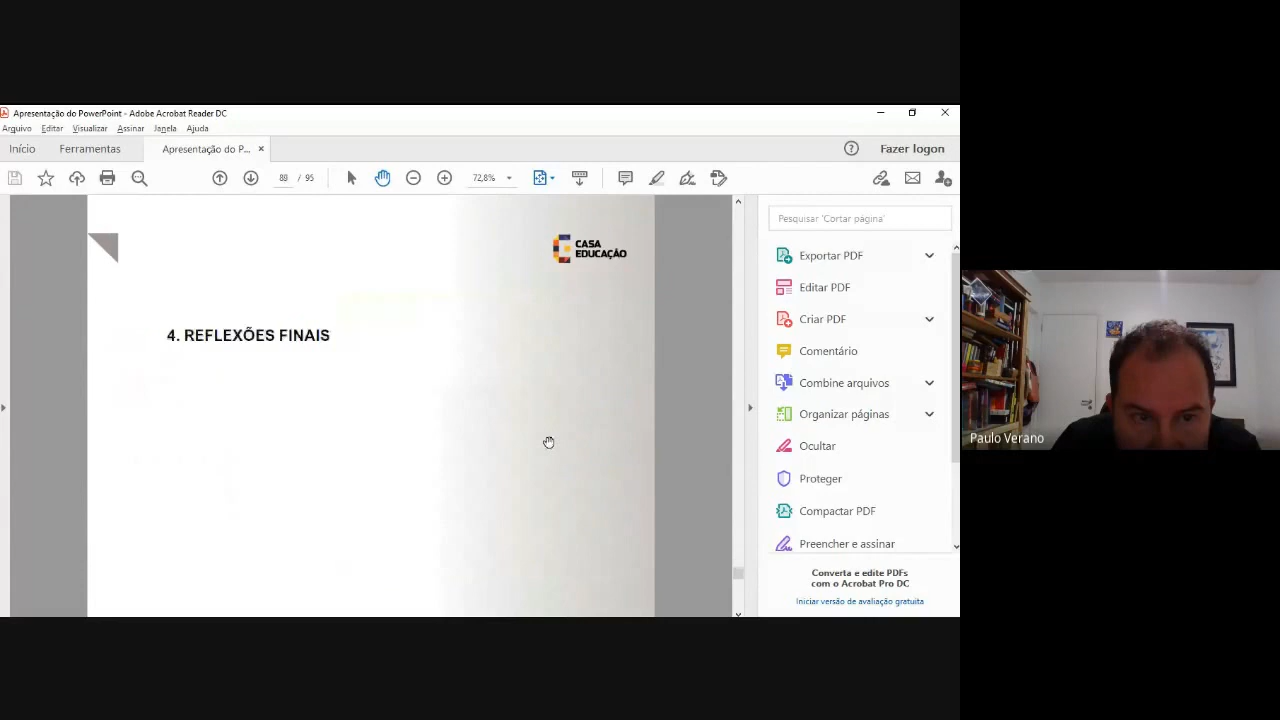 Apresentação do PowerPoint - Adobe Acrobat Reader DC
Arquivo Editar Visualizar Assinar Janela Ajuda
Início Ferramentas Apresentação do P... × Fazer logon
89 / 95 72,8%
CASA
EDUCAÇÃO
4. REFLEXÕES FINAIS
Pesquisar 'Cortar página'
Exportar PDF
Editar PDF
Criar PDF
Comentário
Combine arquivos
Organizar páginas
Ocultar
Proteger
Compactar PDF
Preencher e assinar
Converta e edite PDFs
com o Acrobat Pro DC
Iniciar versão de avaliação gratuita
Paulo Verano